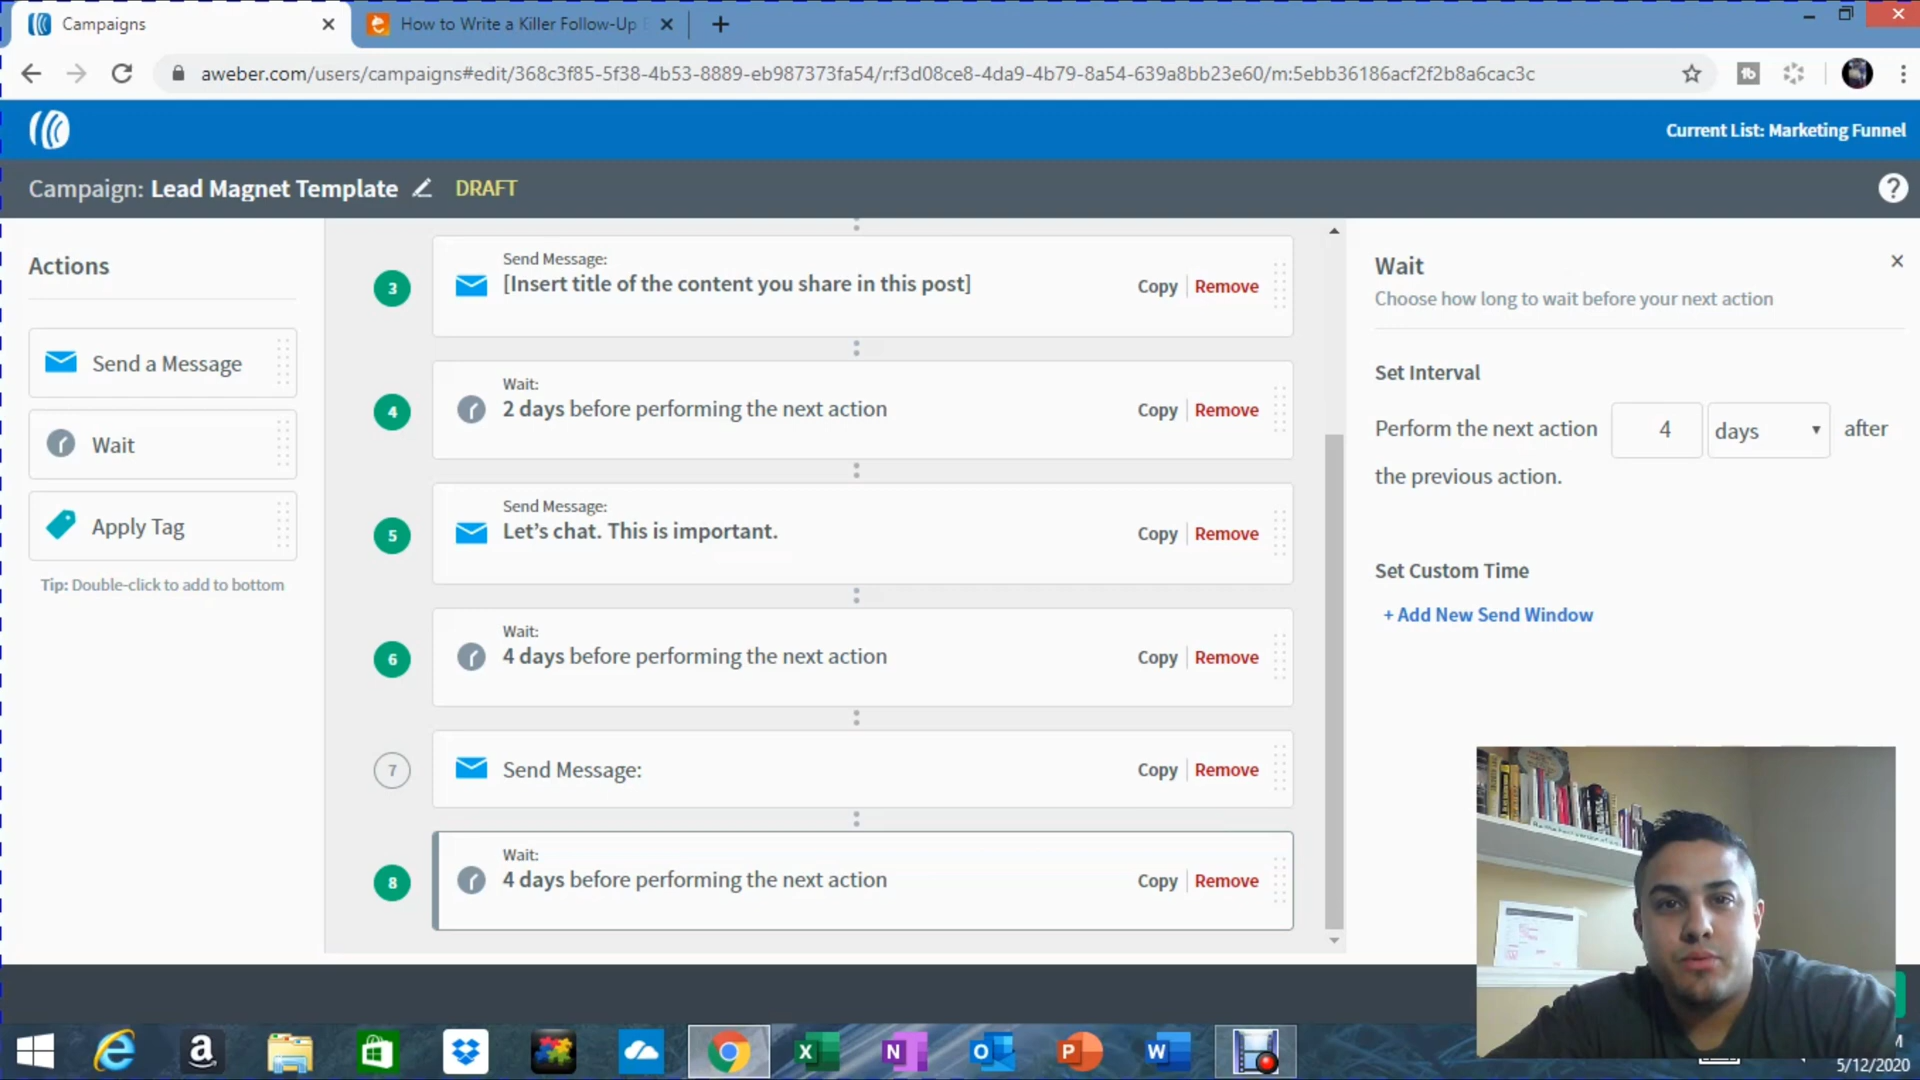 Campaigns
How to Write a Killer Follow-Up
aweber.com/users/campaigns#edit/368c3f85-5f38-4b53-8889-eb987373fa54/r:f3d08ce8-4da9-4b79-8a54-639a8bb23e60/m:5ebb36186acf2f2b8a6cac3c
Current List: Marketing Funnel
Campaign: Lead Magnet Template DRAFT
Actions
Send a Message
Wait
Apply Tag
Tip: Double-click to add to bottom
3
Send Message:
[Insert title of the content you share in this post]
Copy Remove
4
Wait:
2 days before performing the next action
Copy Remove
5
Send Message:
Let’s chat. This is important.
Copy Remove
6
Wait:
4 days before performing the next action
Copy Remove
7
Send Message:
Copy Remove
8
Wait:
4 days before performing the next action
Copy Remove
Wait
Choose how long to wait before your next action
Set Interval
Perform the next action 4 days after
the previous action.
Set Custom Time
+ Add New Send Window
5/12/2020